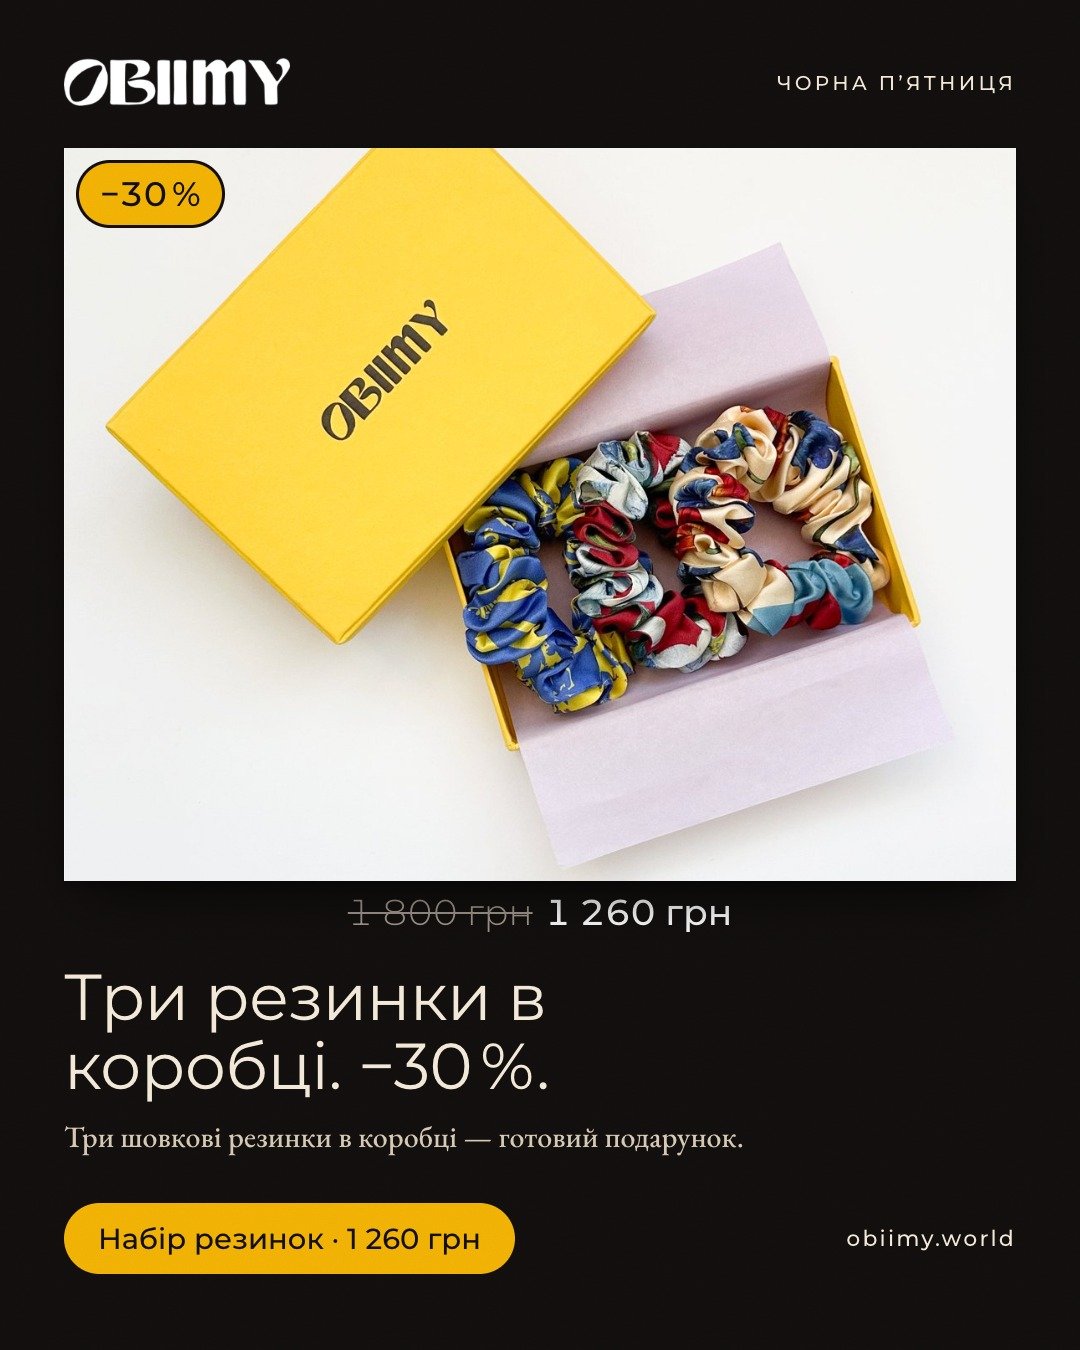 OBIIMY
ЧОРНА П’ЯТНИЦЯ
−30 %
OBIIMY
1 800 грн 1 260 грн
Три резинки в
коробці. −30 %.
Три шовкові резинки в коробці — готовий подарунок.
Набір резинок · 1 260 грн
obiimy.world